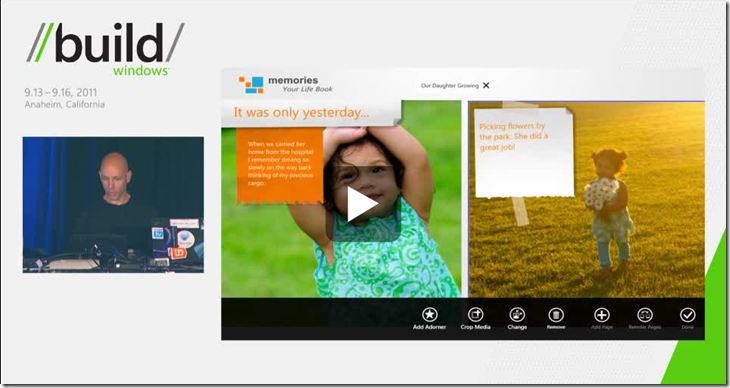 //build/
windows
9.13 – 9.16, 2011
Anaheim, California
memories
Your Life Book
Our Daughter Growing
It was only yesterday...
When we carried her
home from the hospital
I remember driving so
slowly on the way back
thinking of my precious
cargo.
Picking flowers by
the park. She did a
great job!
Add Adorner
Crop Media
Change
Remove
Add Page
Reorder Pages
Done